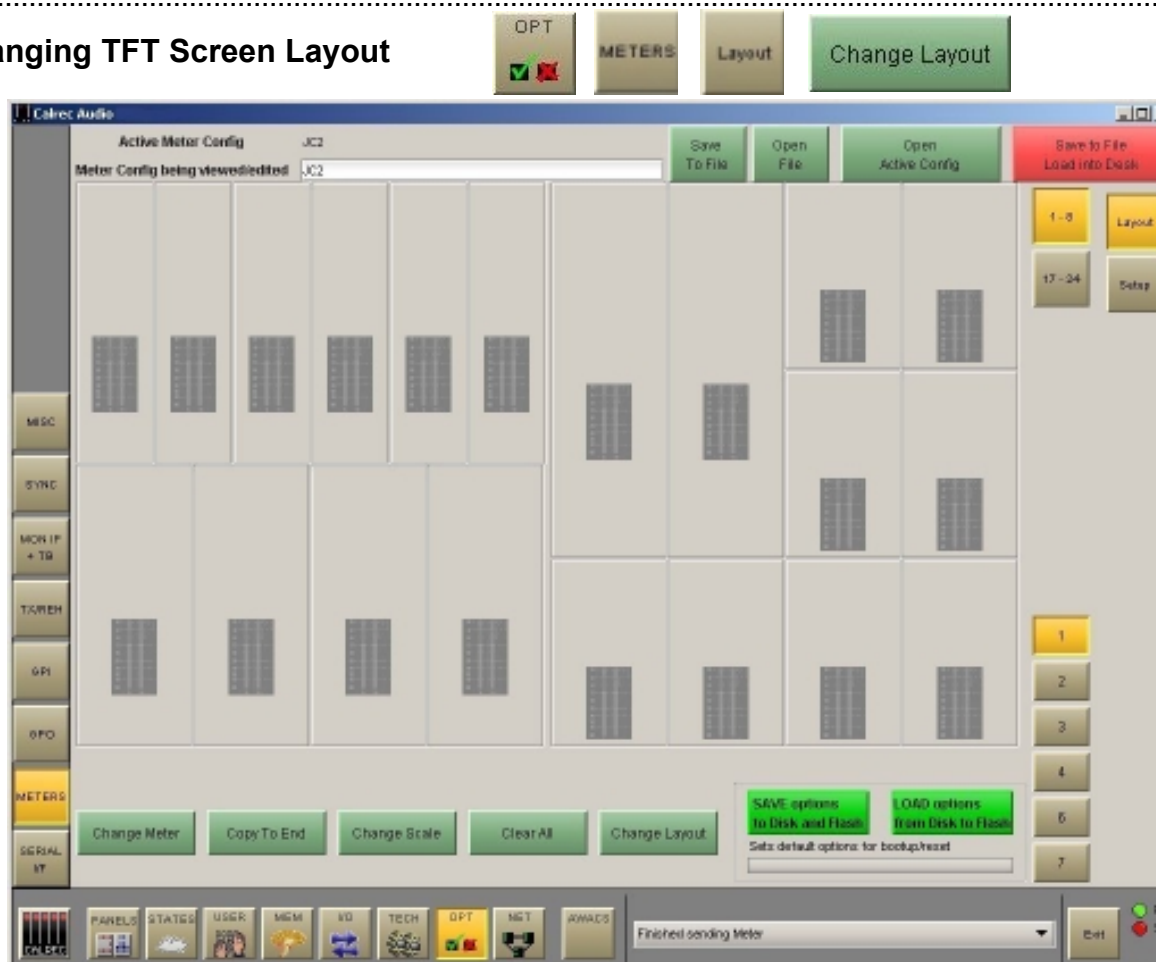 anging TFT Screen Layout
OPT
METERS
Layout
Change Layout
Calrec Audio
Active Meter Config
JC2
Meter Config being viewed/edited
JC2
Save
To File
Open
File
Open
Active Config
Save to File
Load into Desk
1 - 8
17 - 24
Layout
Setup
MISC
SYNC
MON IP
+ TB
TX/REH
GPI
GPO
METERS
SERIAL
I/F
1
2
3
4
6
7
Change Meter
Copy To End
Change Scale
Clear All
Change Layout
SAVE options
to Disk and Flash
LOAD options
from Disk to Flash
Sets default options for bootup/reset
CALREC
PANELS
STATES
USER
MEM
I/O
TECH
OPT
NET
AWACS
Finished sending Meter
Exit